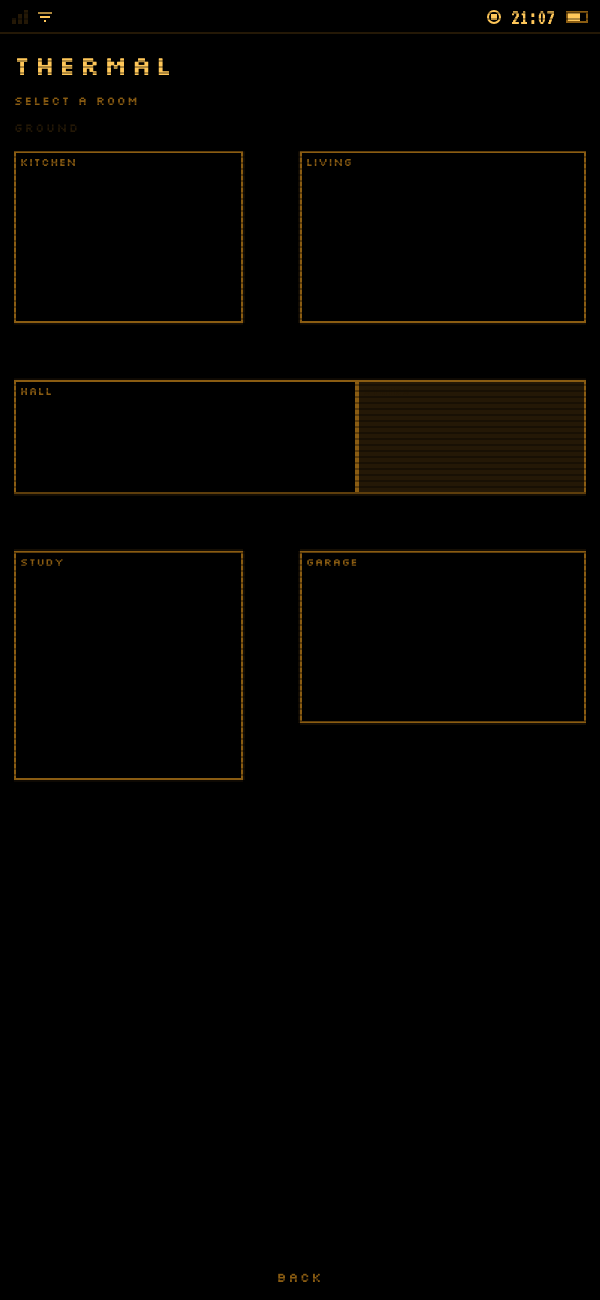 21:07
THERMAL
SELECT A ROOM
GROUND
KITCHEN
LIVING
HALL
STUDY
GARAGE
BACK